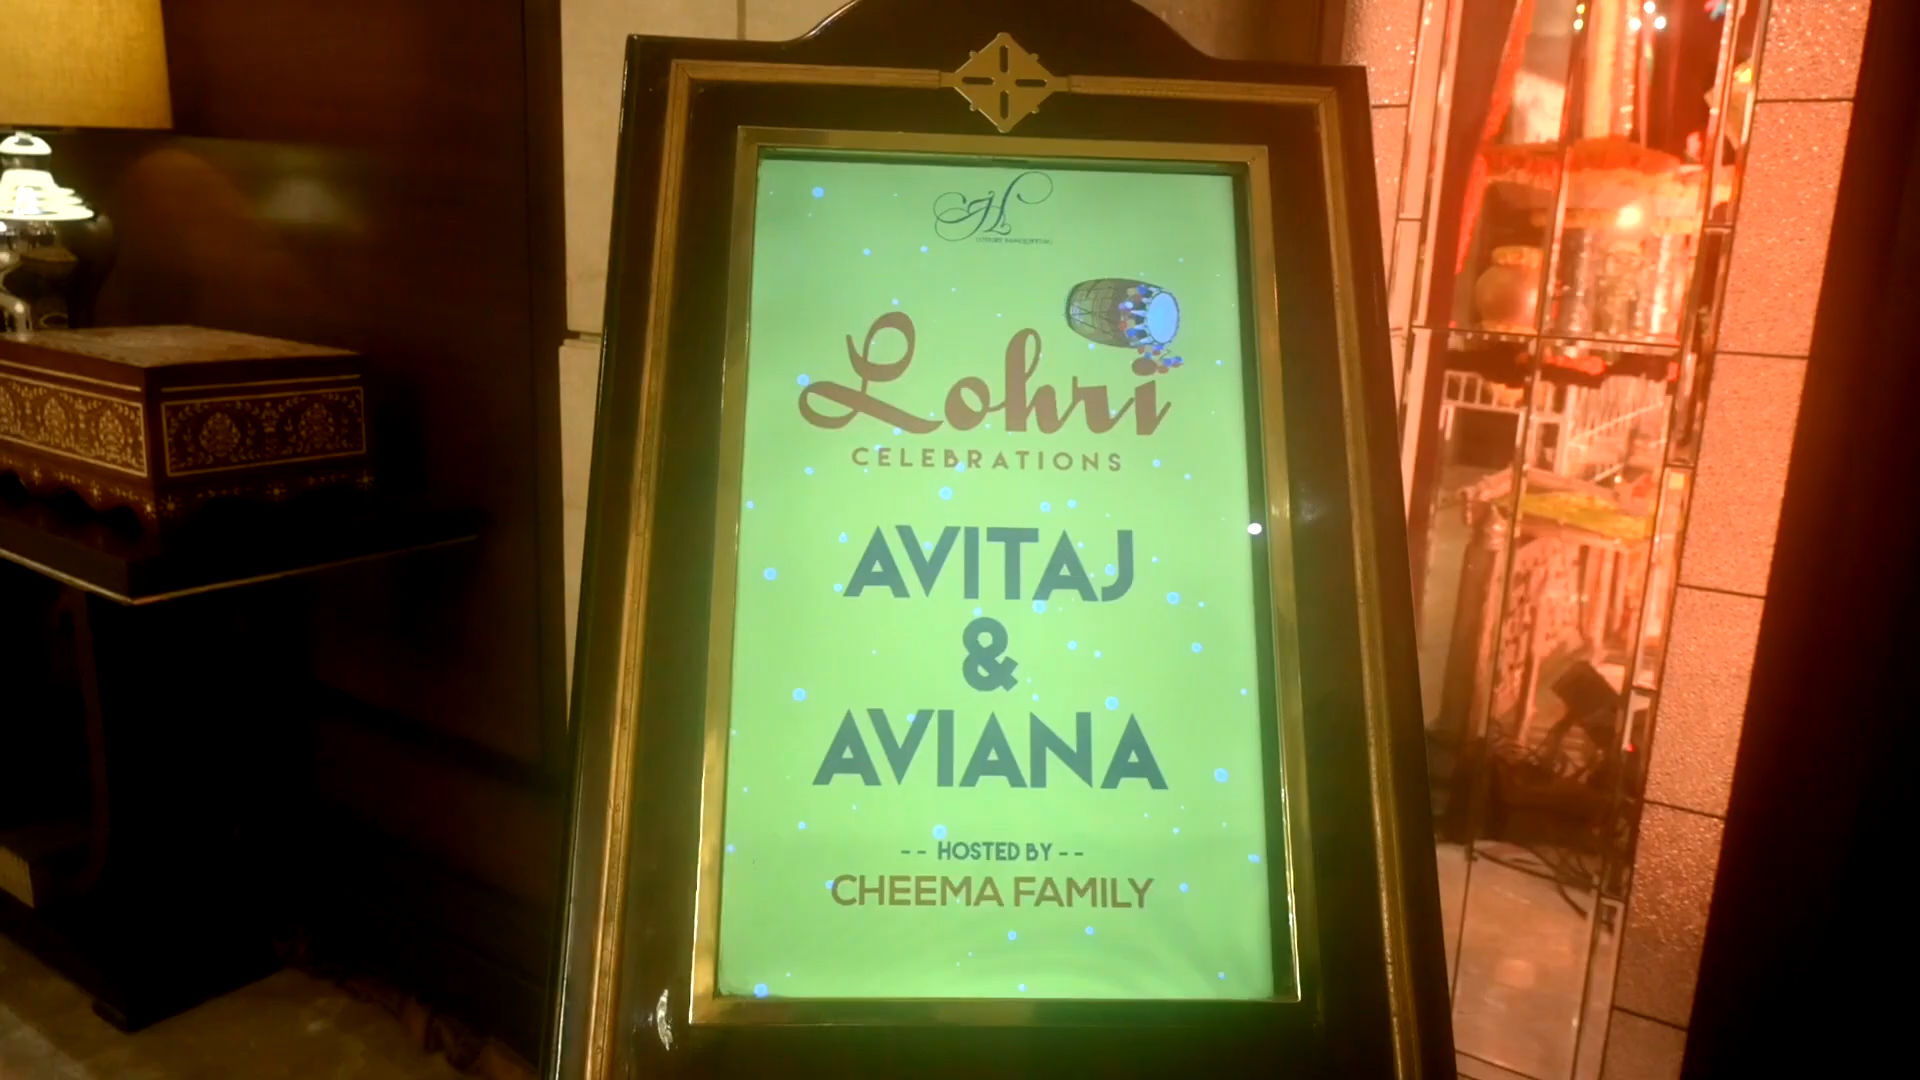 H
Lohri
CELEBRATIONS
AVITAJ
&
AVIANA
-- HOSTED BY --
CHEEMA FAMILY